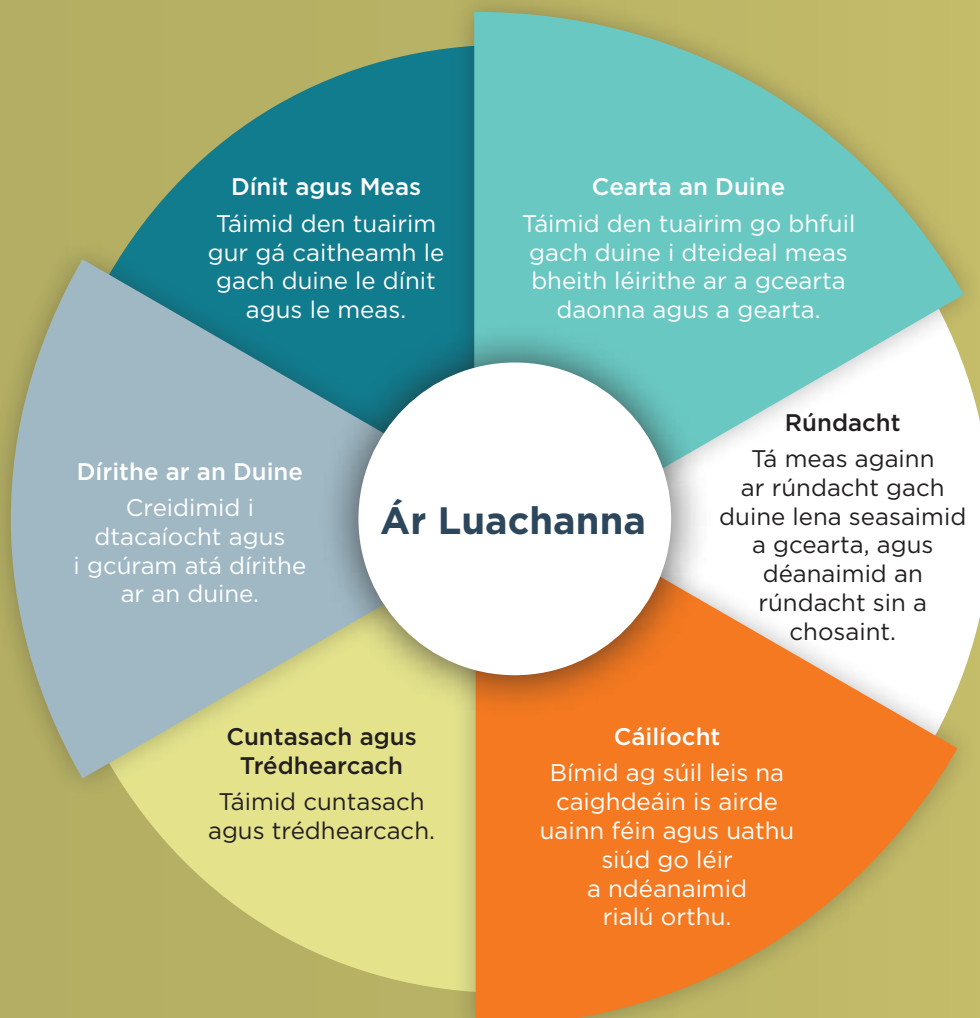 Dínit agus Meas
Táimid den tuairim
gur gá caitheamh le
gach duine le dínit
agus le meas.
Cearta an Duine
Táimid den tuairim go bhfuil
gach duine i dteideal meas
bheith léirithe ar a gcearta
daonna agus a gearta.
Rúndacht
Tá meas againn
ar rúndacht gach
duine lena seasaimid
a gcearta, agus
déanaimid an
rúndacht sin a
chosaint.
Cáilíocht
Bímid ag súil leis na
caighdeáin is airde
uainn féin agus uathu
siúd go léir
a ndéanaimid
rialú orthu.
Cuntasach agus
Trédhearcach
Táimid cuntasach
agus trédhearcach.
Dírithe ar an Duine
Creidimid i
dtacaíocht agus
i gcúram atá dírithe
ar an duine.
Ár Luachanna